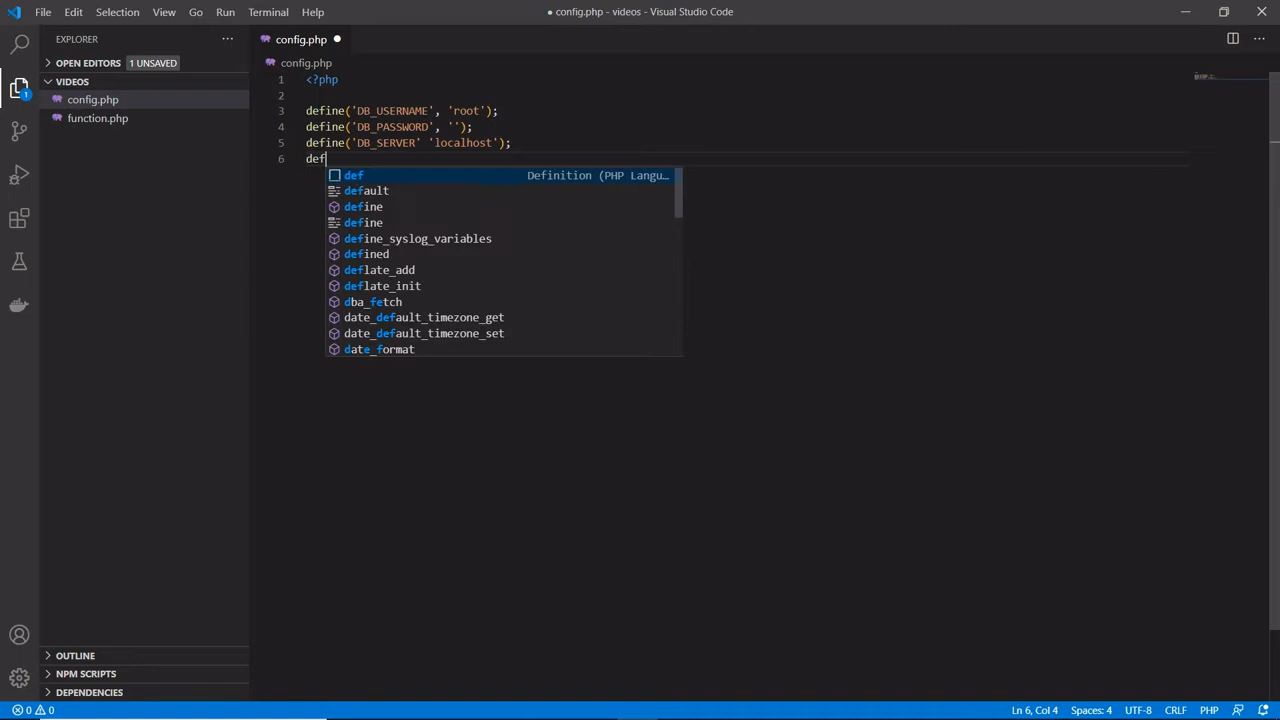 File Edit Selection View Go Run Terminal Help
● config.php - videos - Visual Studio Code
EXPLORER
OPEN EDITORS 1 UNSAVED
VIDEOS
config.php
function.php
OUTLINE
NPM SCRIPTS
DEPENDENCIES
1
config.php
config.php
1 <?php
2
3 define('DB_USERNAME', 'root');
4 define('DB_PASSWORD', '');
5 define('DB_SERVER' 'localhost');
6 def
def Definition (PHP Langu…
default
define
define
define_syslog_variables
defined
deflate_add
deflate_init
dba_fetch
date_default_timezone_get
date_default_timezone_set
date_format
0 0
Ln 6, Col 4 Spaces: 4 UTF-8 CRLF PHP